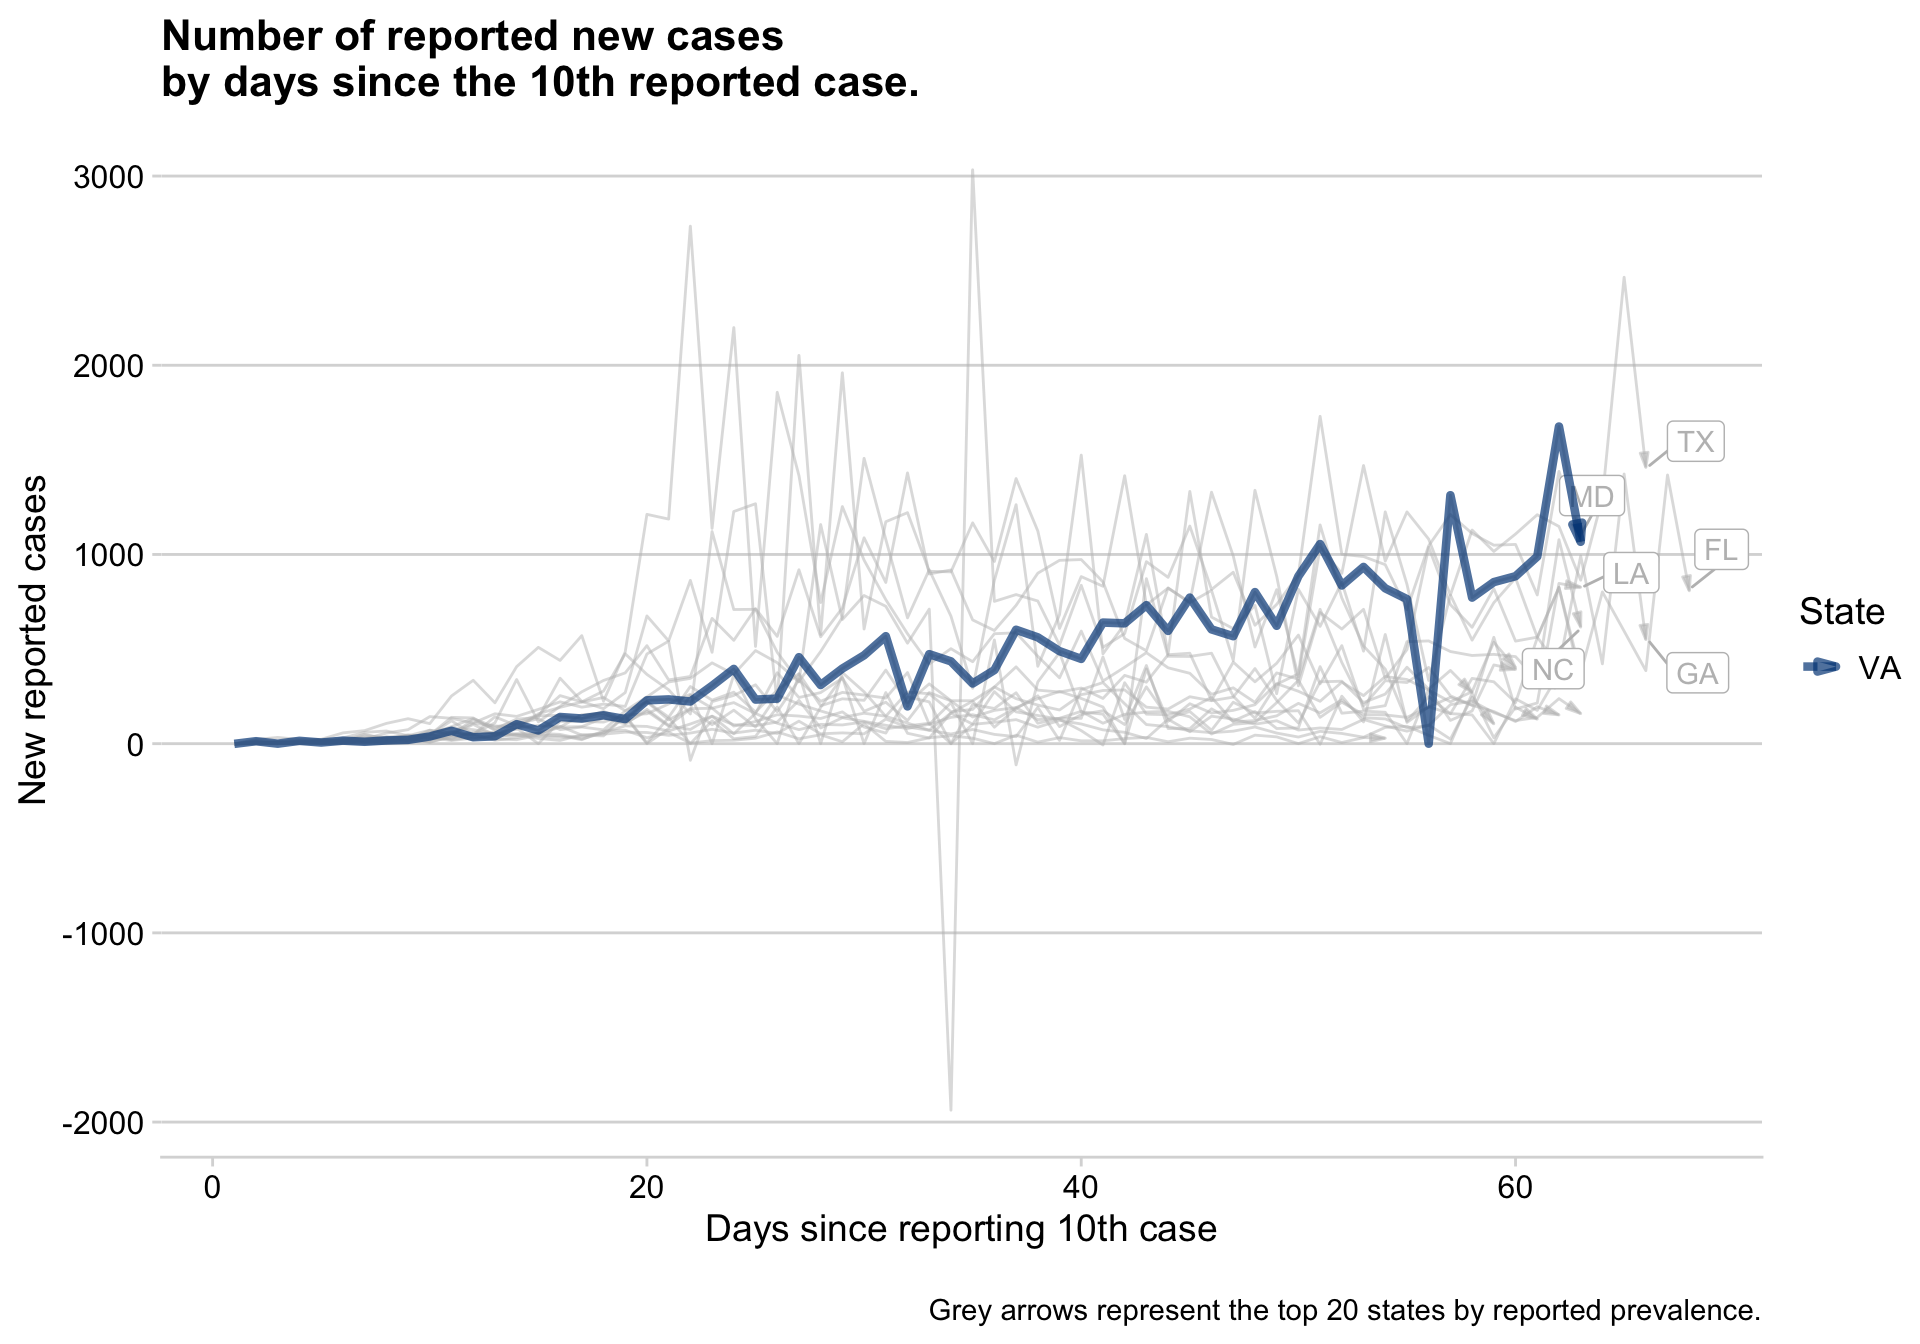 Number of reported new cases
by days since the 10th reported case.
New reported cases
3000
2000
1000
0
-1000
-2000
TX
MD
FL
LA
NC
GA
State
VA
0 20 40 60
Days since reporting 10th case
Grey arrows represent the top 20 states by reported prevalence.